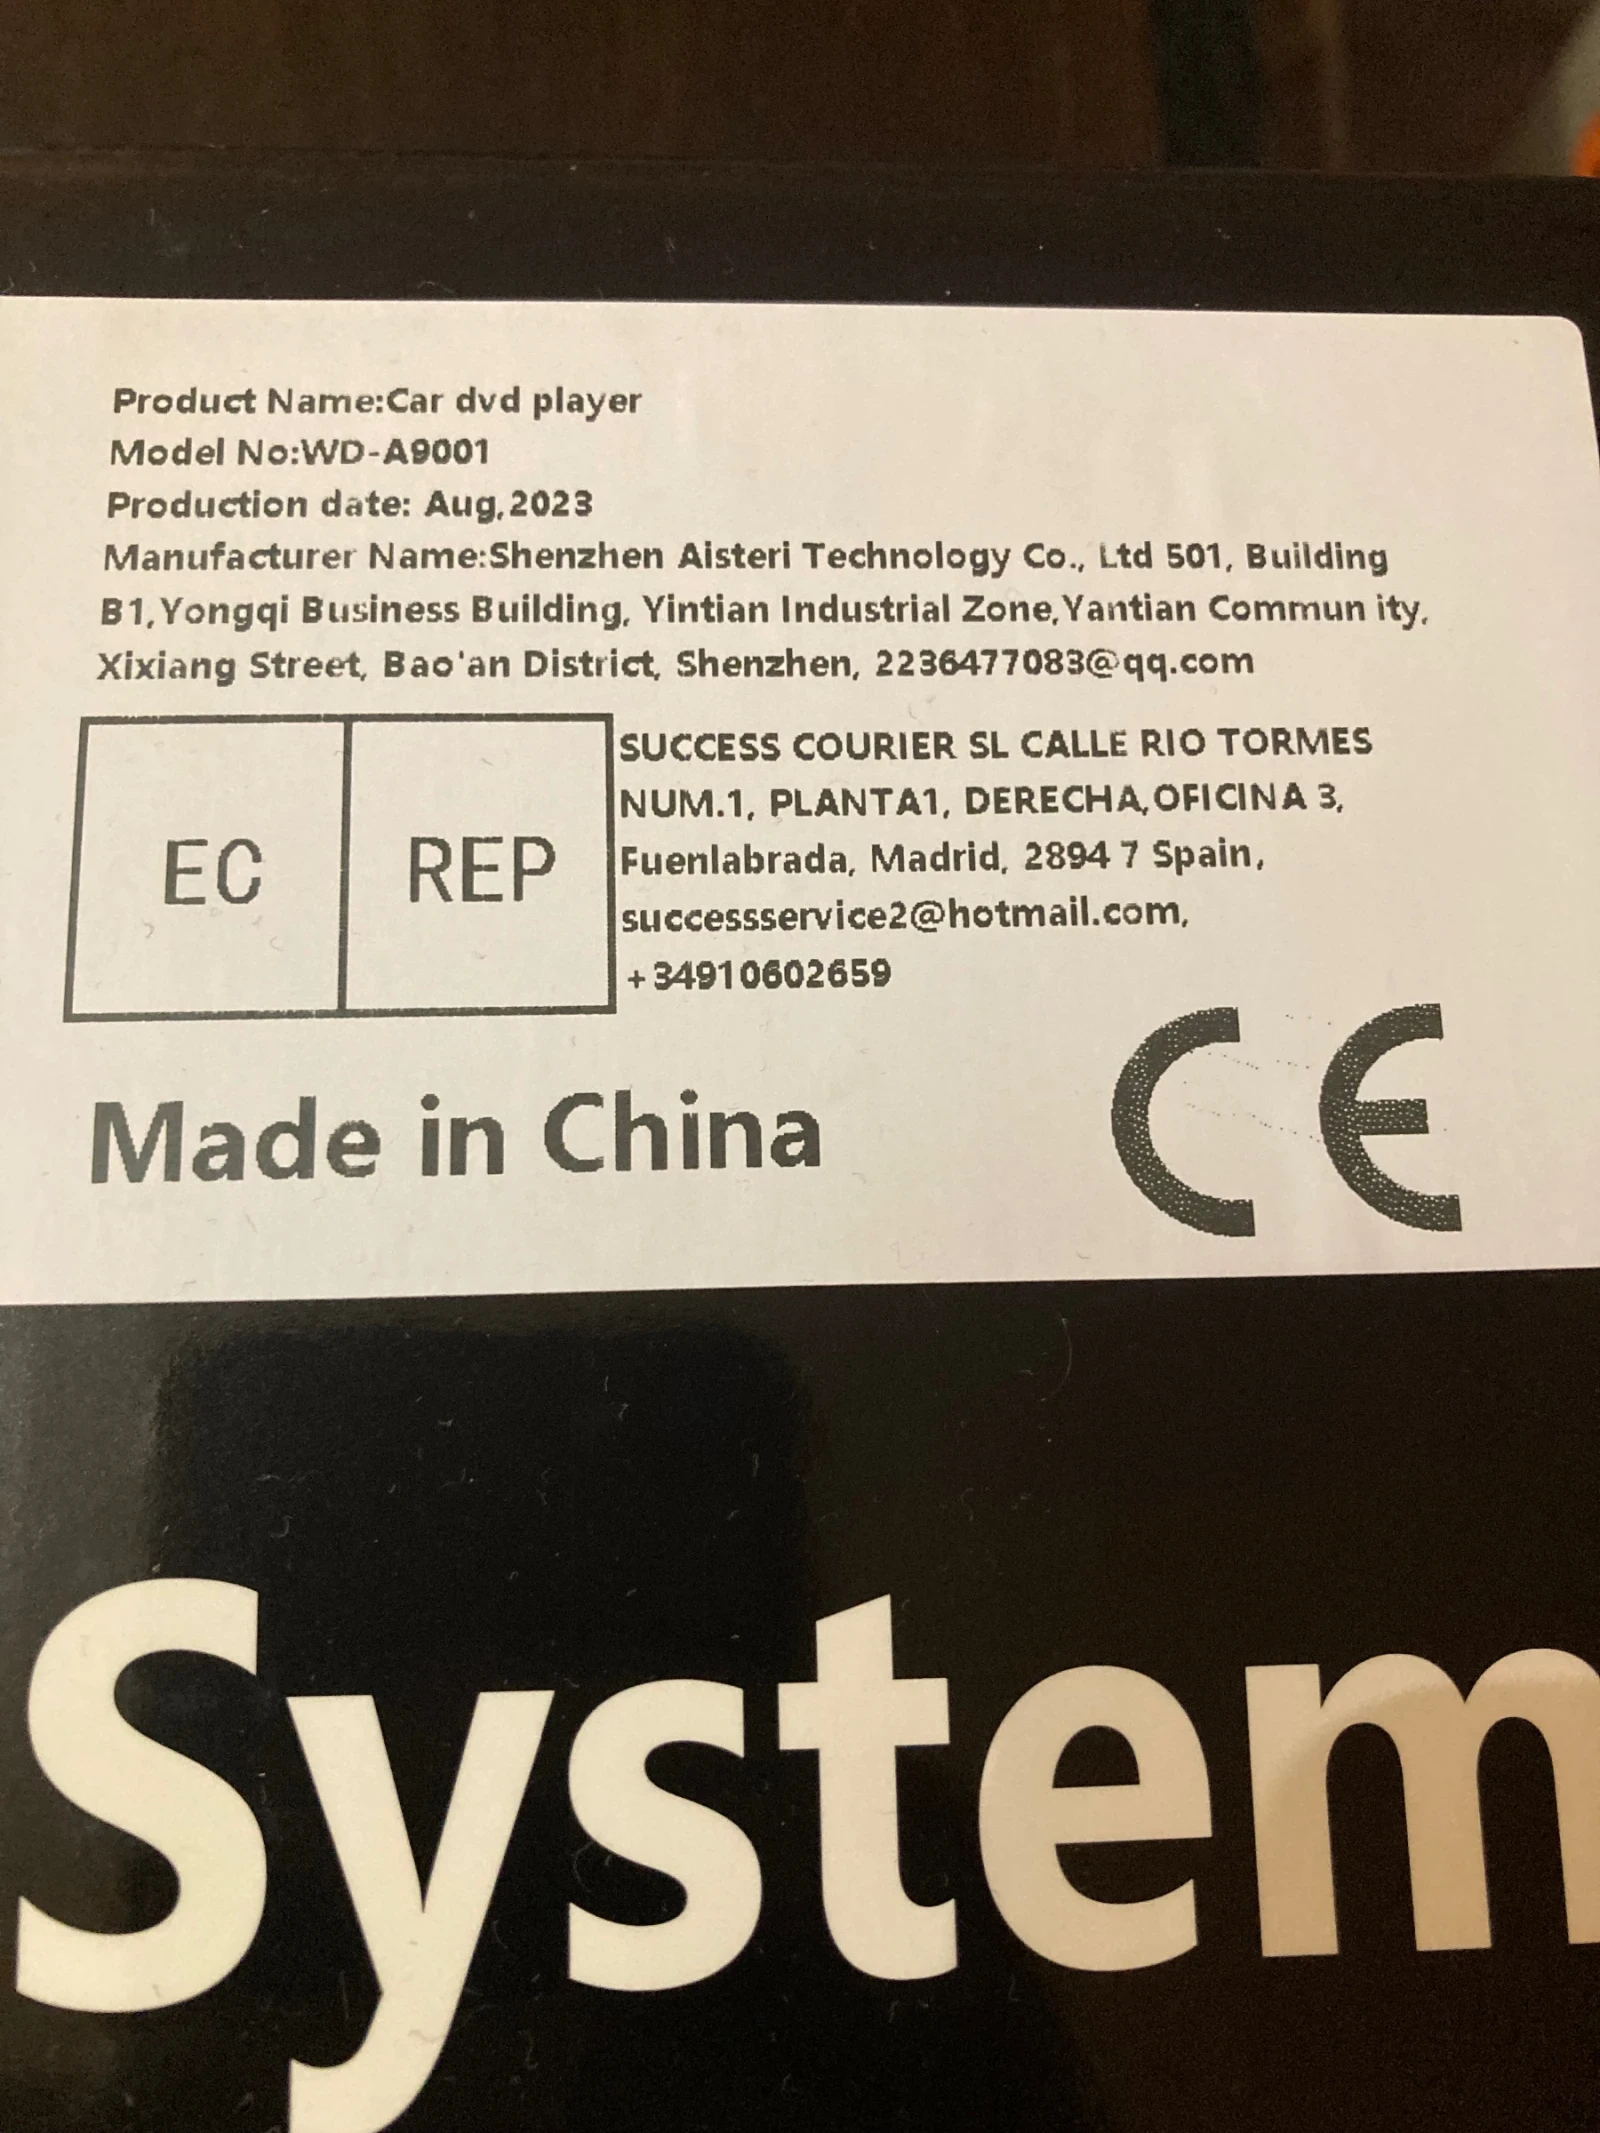 Product Name:Car dvd player
Model No:WD-A9001
Production date: Aug,2023
Manufacturer Name:Shenzhen Aisteri Technology Co., Ltd 501, Building
B1,Yongqi Business Building, Yintian Industrial Zone,Yantian Commun ity,
Xixiang Street, Bao'an District, Shenzhen, 2236477083@qq.com
EC REP
SUCCESS COURIER SL CALLE RIO TORMES
NUM.1, PLANTA1, DERECHA,OFICINA 3,
Fuenlabrada, Madrid, 2894 7 Spain,
successservice2@hotmail.com,
+34910602659
Made in China
CE
System